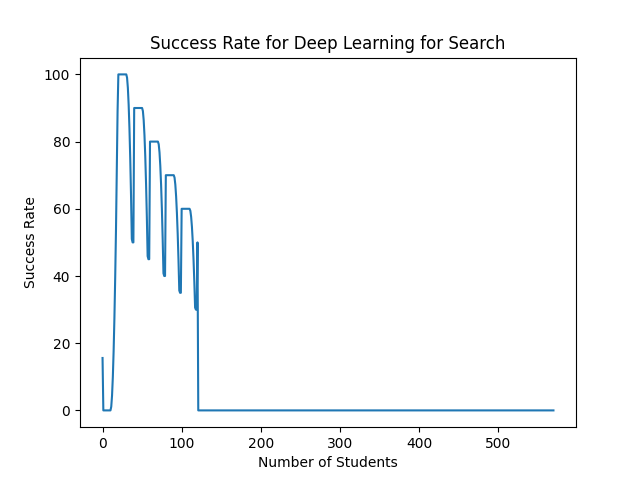 Success Rate for Deep Learning for Search
100
80
60
40
20
0
Success Rate
0 100 200 300 400 500
Number of Students